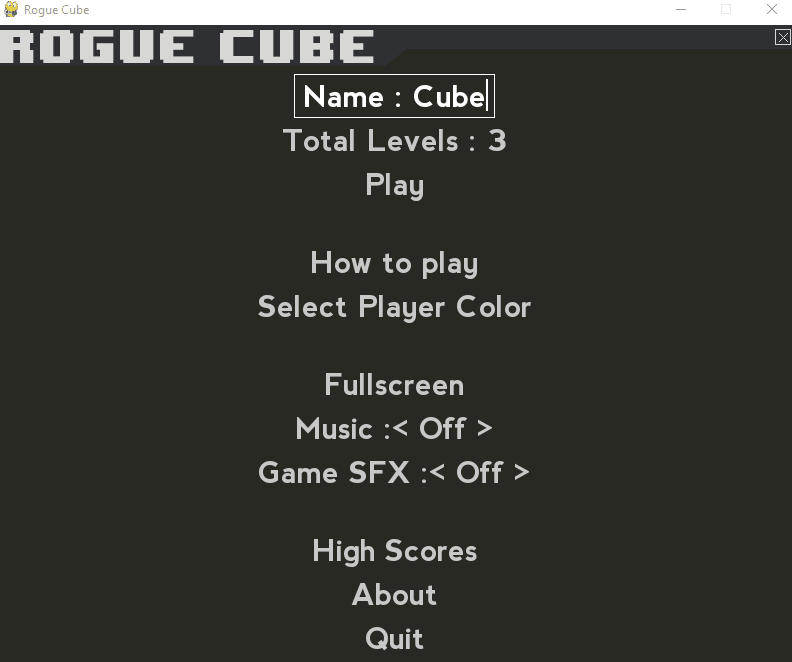 Rogue Cube
ROGUE CUBE
Name : Cube
Total Levels : 3
Play
How to play
Select Player Color
Fullscreen
Music :< Off >
Game SFX :< Off >
High Scores
About
Quit